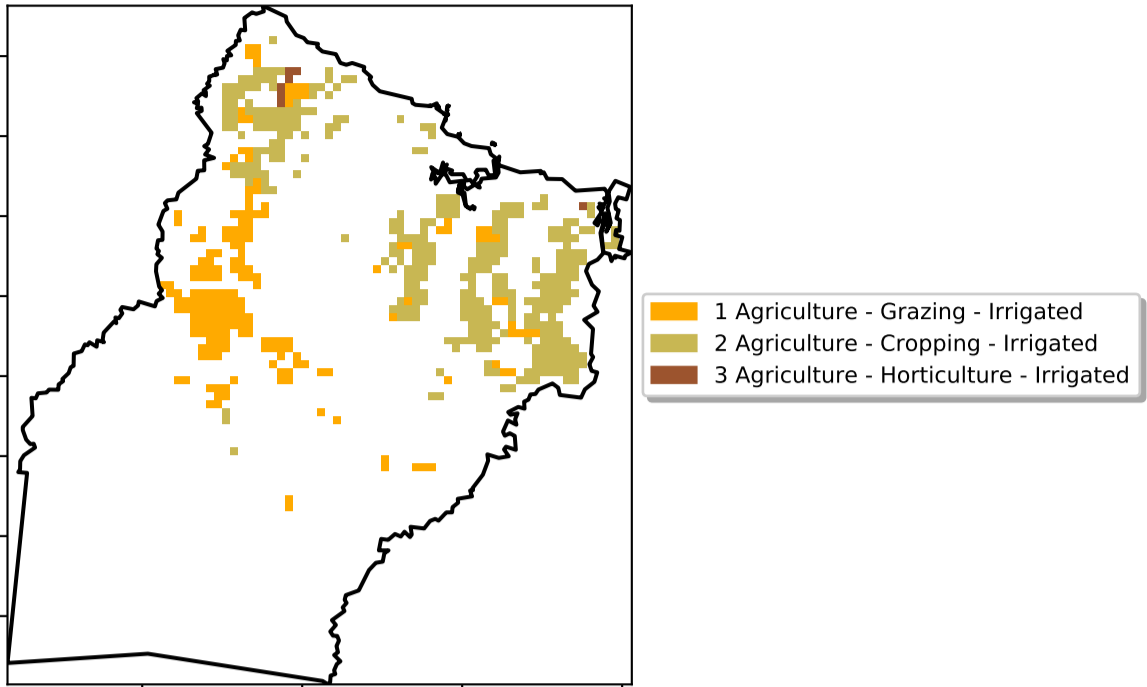 1 Agriculture - Grazing - Irrigated
2 Agriculture - Cropping - Irrigated
3 Agriculture - Horticulture - Irrigated